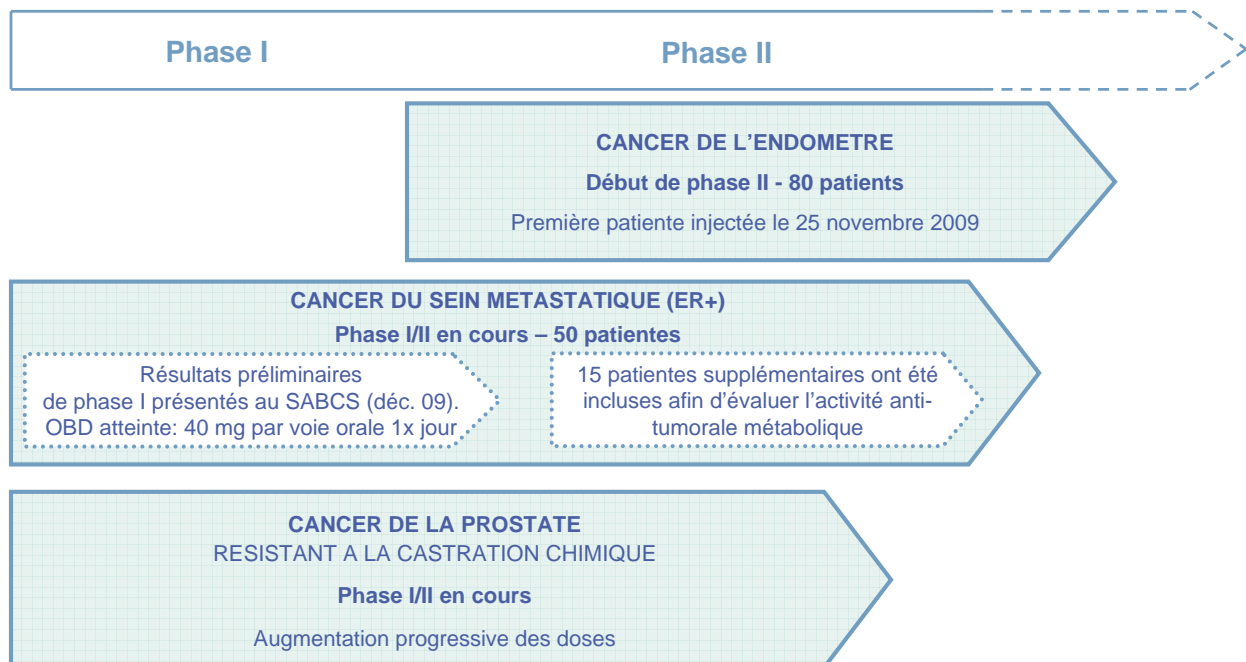 Phase I
Phase II
CANCER DE L'ENDOMETRE
Début de phase II - 80 patients
Première patiente injectée le 25 novembre 2009
CANCER DU SEIN METASTATIQUE (ER+)
Phase I/II en cours – 50 patientes
Résultats préliminaires
de phase I présentés au SABCS (déc. 09).
OBD atteinte: 40 mg par voie orale 1x jour
15 patientes supplémentaires ont été
incluses afin d'évaluer l'activité anti-
tumorale métabolique
CANCER DE LA PROSTATE
RESISTANT A LA CASTRATION CHIMIQUE
Phase I/II en cours
Augmentation progressive des doses